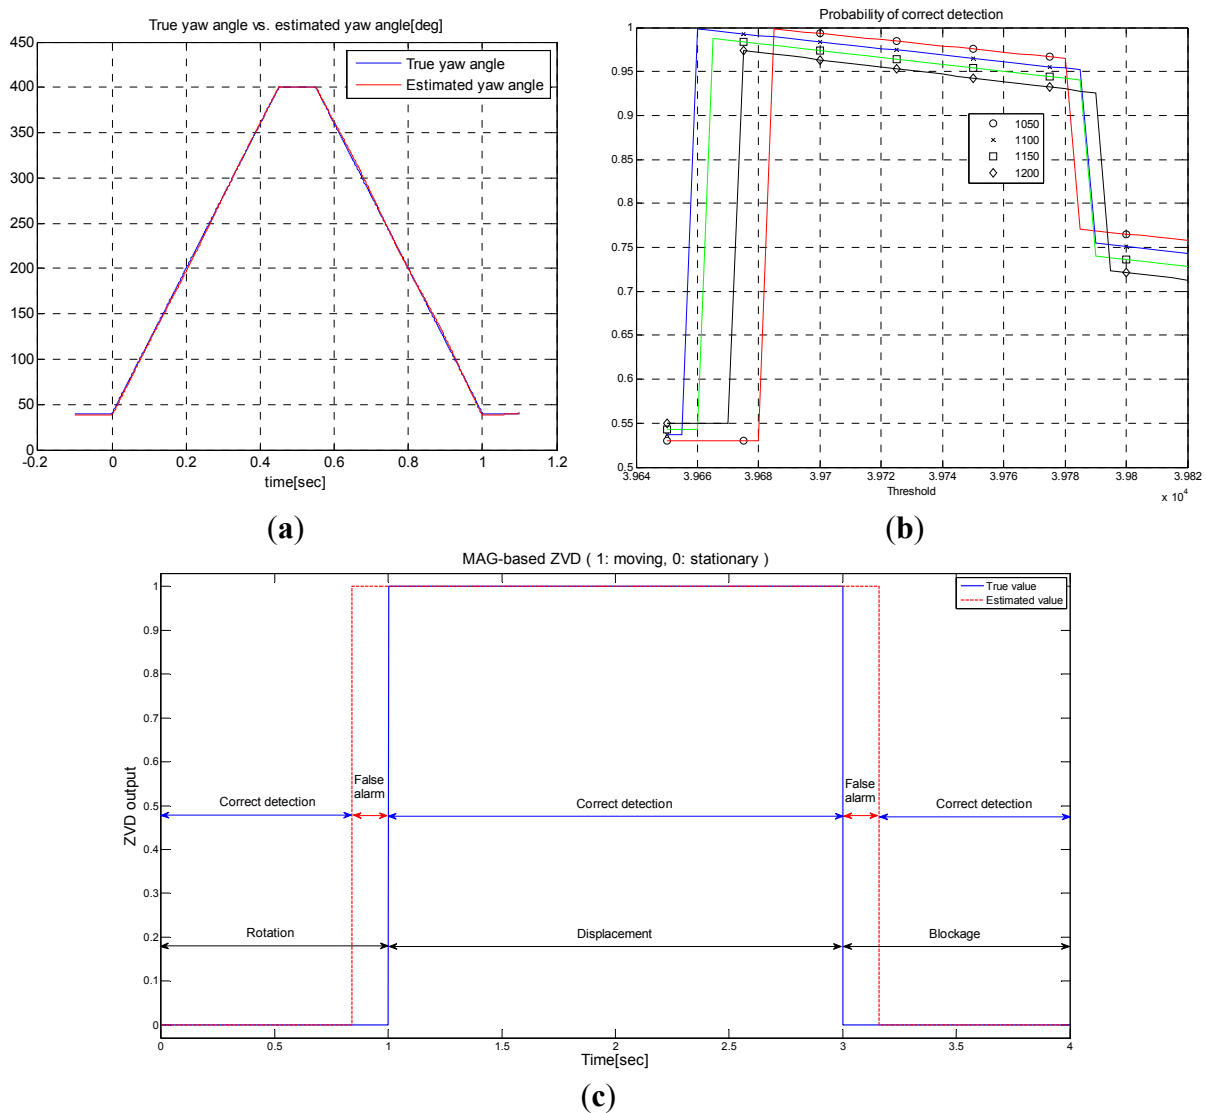 True yaw angle vs. estimated yaw angle[deg]
450
400
350
300
250
200
150
100
50
0
-0.2
0
0.2
0.4
0.6
0.8
1
1.2
time[sec]
True yaw angle
Estimated yaw angle
(a)
Probability of correct detection
1
0.95
0.9
0.85
0.8
0.75
0.7
0.65
0.6
0.55
0.5
3.964
3.966
3.968
3.97
3.972
3.974
3.976
3.978
3.98
3.982
Threshold
x 10⁴
1050
1100
1150
1200
(b)
MAG-based ZVD ( 1: moving, 0: stationary )
1
0.9
0.8
0.7
0.6
0.5
0.4
0.3
0.2
0.1
0
ZVD output
True value
Estimated value
False
alarm
False
alarm
Correct detection
Correct detection
Correct detection
Rotation
Displacement
Blockage
0
0.5
1
1.5
2
2.5
3
3.5
4
Time[sec]
(c)